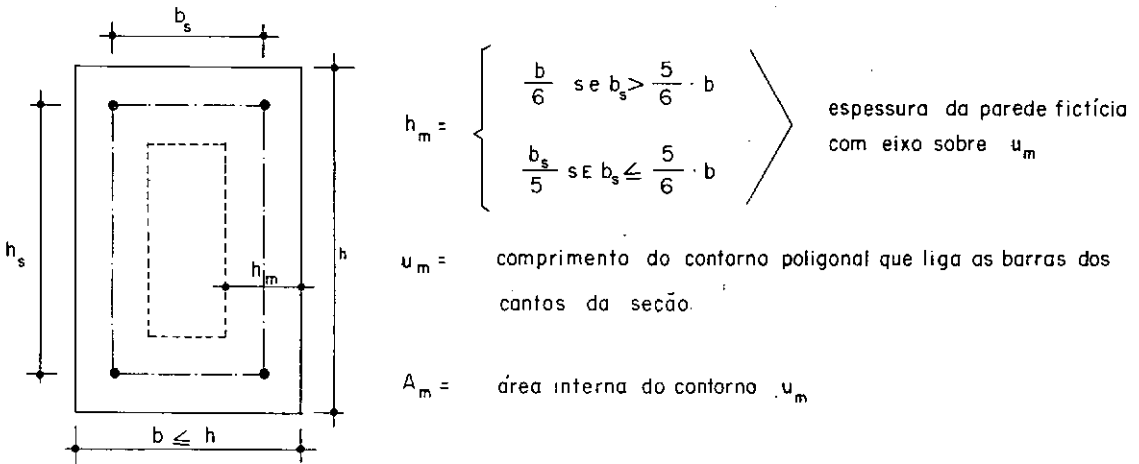 b_s
h_s
h_m
h
b ≤ h
h_m =
b/6 se b_s > 5/6 · b
b_s/5 sE b_s ≤ 5/6 · b
espessura da parede fictícia
com eixo sobre u_m
u_m = comprimento do contorno poligonal que liga as barras dos
cantos da seção.
A_m = área interna do contorno u_m